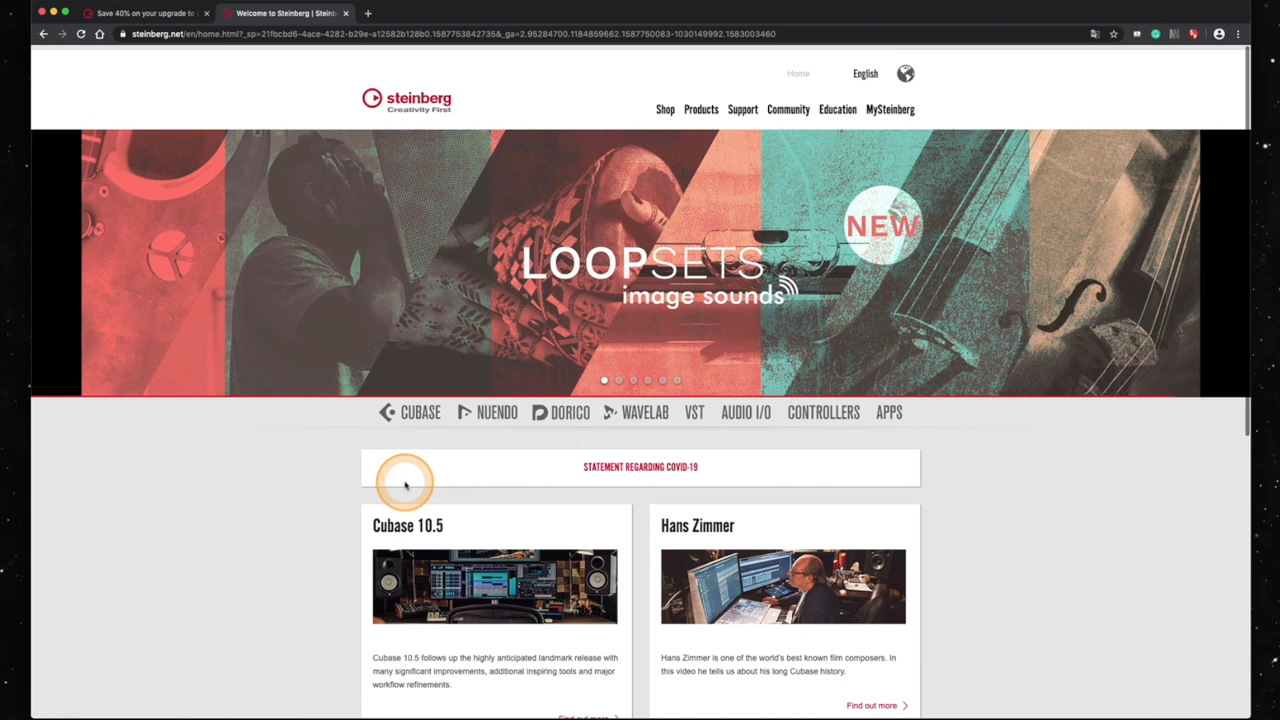 Save 40% on your upgrade to
Welcome to Steinberg | Steinb
steinberg.net/en/home.html?_sp=21fbcbd6-4ace-4282-b29e-a12582b128b0.1587753842735&_ga=2.95284700.1184859662.1587750083-1030149992.1583003460
Home
English
steinberg
Creativity First
Shop Products Support Community Education MySteinberg
NEW
LOOPSETS
image sounds
CUBASE NUENDO DORICO WAVELAB VST AUDIO I/O CONTROLLERS APPS
STATEMENT REGARDING COVID-19
Cubase 10.5
Cubase 10.5 follows up the highly anticipated landmark release with
many significant improvements, additional inspiring tools and major
workflow refinements.
Find out more
Hans Zimmer
Hans Zimmer is one of the world's best known film composers. In
this video he tells us about his long Cubase history.
Find out more